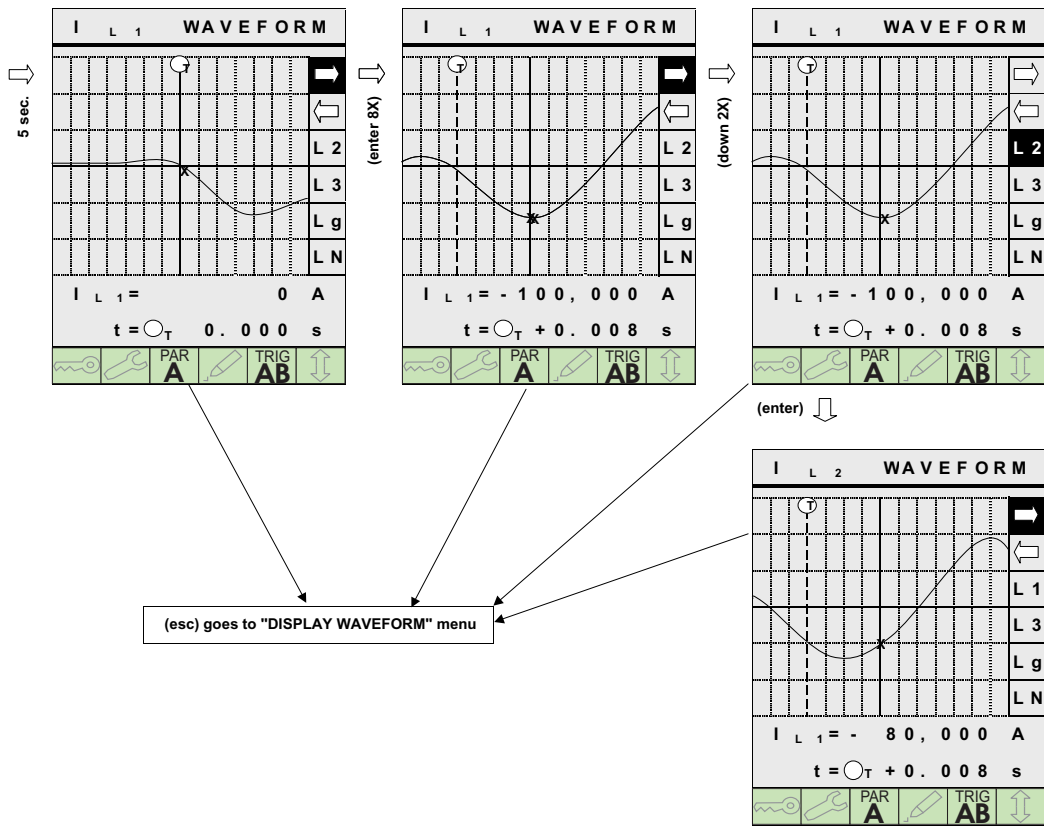 I L 1 WAVEFORM
5 sec.
T
L 2
L 3
L g
L N
x
I L 1 = 0 A
t = T 0.000 s
PAR A
TRIG AB
(enter 8X)
I L 1 WAVEFORM
T
L 2
L 3
L g
L N
x
I L 1 = - 100,000 A
t = T + 0.008 s
PAR A
TRIG AB
(down 2X)
I L 1 WAVEFORM
T
L 2
L 3
L g
L N
x
I L 1 = - 100,000 A
t = T + 0.008 s
PAR A
TRIG AB
(enter)
I L 2 WAVEFORM
T
L 1
L 3
L g
L N
x
I L 1 = - 80,000 A
t = T + 0.008 s
PAR A
TRIG AB
(esc) goes to "DISPLAY WAVEFORM" menu